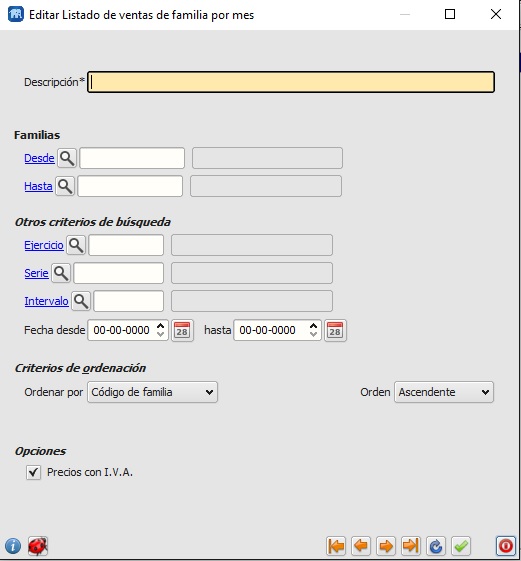 Editar Listado de ventas de familia por mes
Descripción*
Familias
Desde
Hasta
Otros criterios de búsqueda
Ejercicio
Serie
Intervalo
Fecha desde 00-00-0000 28 hasta 00-00-0000 28
Criterios de ordenación
Ordenar por Código de familia Orden Ascendente
Opciones
Precios con I.V.A.